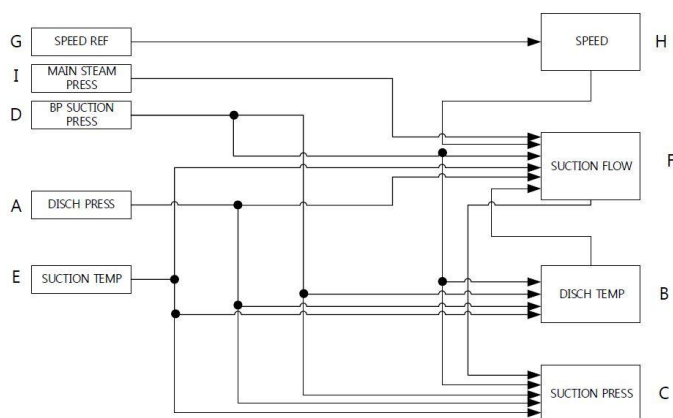 G
SPEED REF
SPEED
H
I
MAIN STEAM
PRESS
D
BP SUCTION
PRESS
SUCTION FLOW
F
A
DISCH PRESS
E
SUCTION TEMP
DISCH TEMP
B
SUCTION PRESS
C